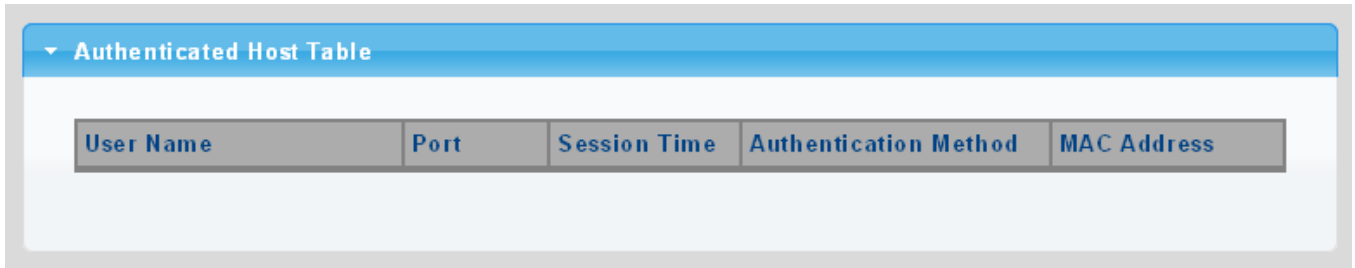 Authenticated Host Table
User Name Port Session Time Authentication Method MAC Address